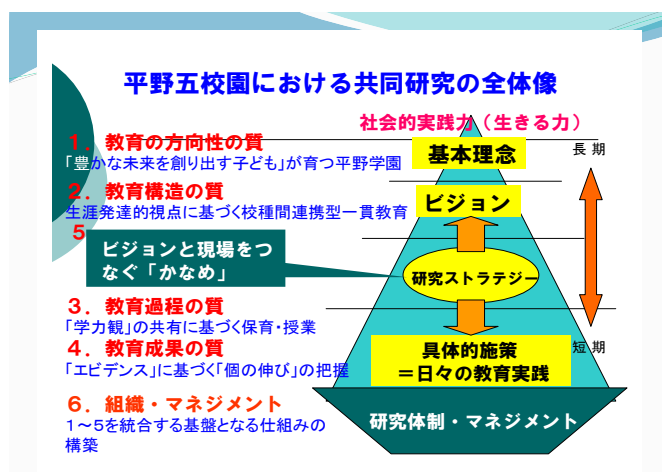 平野五校園における共同研究の全体像
社会的実践力（生きる力）
1．教育の方向性の質
「豊かな未来を創り出す子ども」が育つ平野学園
2．教育構造の質
生涯発達的視点に基づく校種間連携型一貫教育
5
ビジョンと現場をつ
なぐ「かなめ」
3．教育過程の質
「学力観」の共有に基づく保育・授業
4．教育成果の質
「エビデンス」に基づく「個の伸び」の把握
6．組織・マネジメント
1～5を統合する基盤となる仕組みの
構築
基本理念
ビジョン
研究ストラテジー
具体的施策
＝日々の教育実践
研究体制・マネジメント
長期
短期